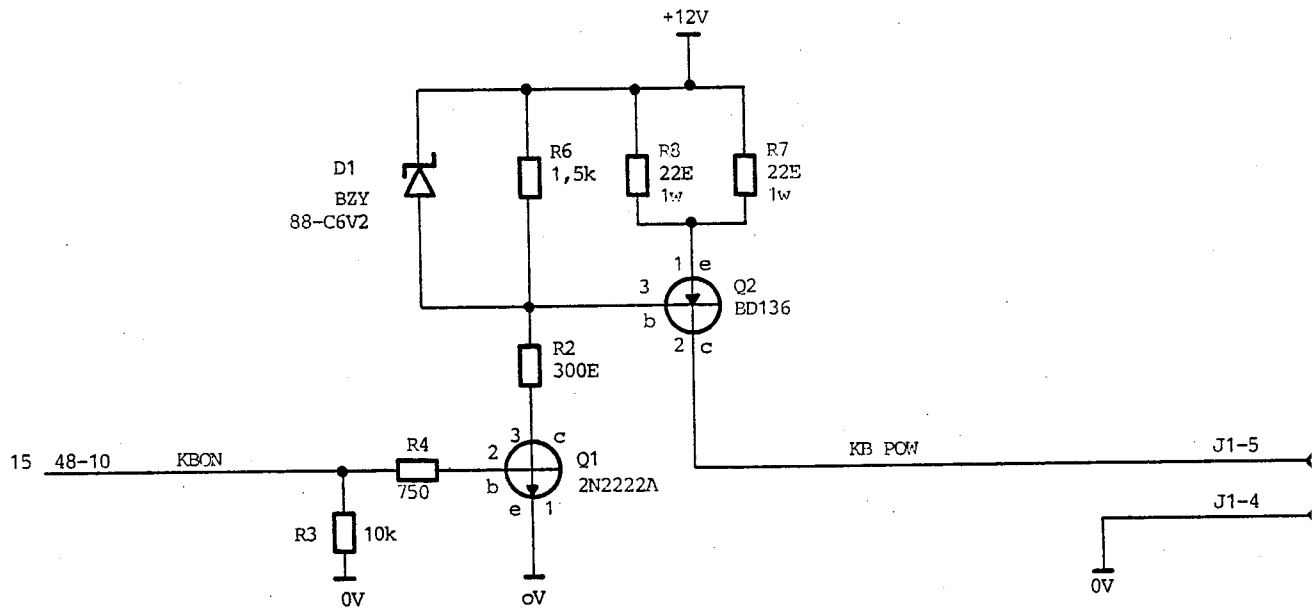 +12V
D1
BZY
88-C6V2
R6
1,5k
R8
22E
1w
R7
22E
1w
1 e
3
b
Q2
BD136
2 c
R2
300E
15 48-10 KBON
R4
750
3 c
2
b
Q1
2N2222A
e 1
KB POW
J1-5
J1-4
R3 10k
0V
oV
0V